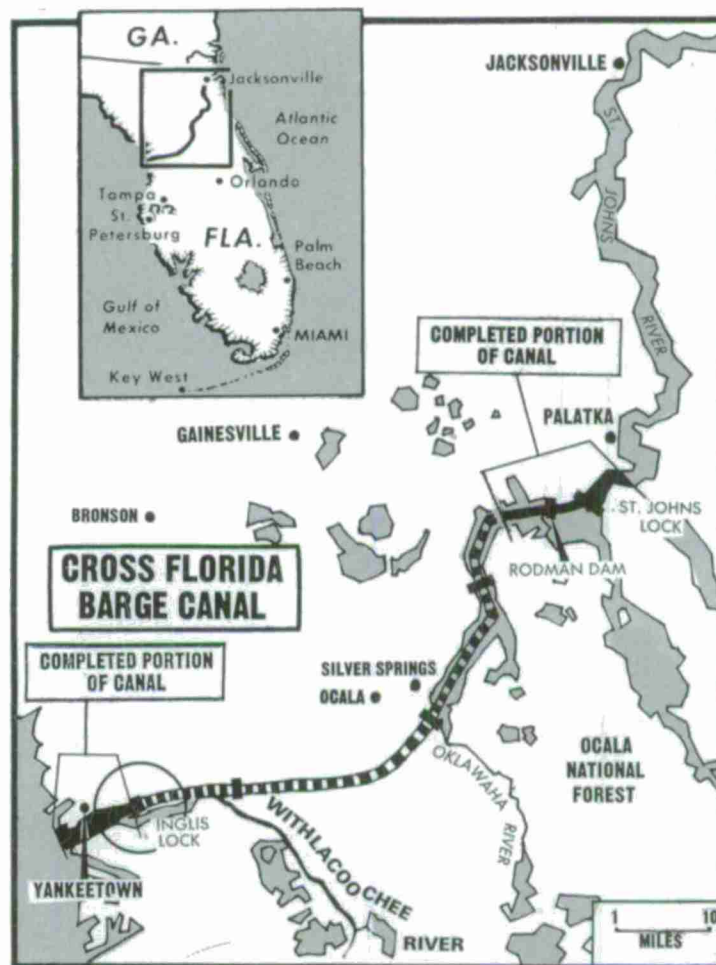 GA.
Jacksonville
Atlantic
Ocean
Orlando
Tampa
St.
Petersburg
FLA.
Palm
Beach
Gulf of
Mexico
MIAMI
Key West
JACKSONVILLE
ST. JOHNS RIVER
COMPLETED PORTION
OF CANAL
PALATKA
GAINESVILLE
BRONSON
ST. JOHNS
LOCK
RODMAN DAM
CROSS FLORIDA
BARGE CANAL
COMPLETED PORTION
OF CANAL
SILVER SPRINGS
OCALA
OKLAWAHA
RIVER
OCALA
NATIONAL
FOREST
INGLIS
LOCK
YANKEETOWN
WITHLACOOCHEE
RIVER
1 10
MILES